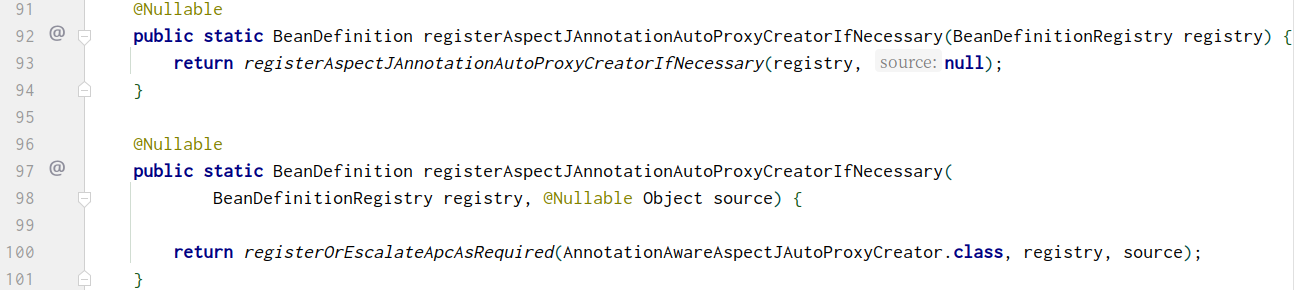 91 @Nullable
92 @ public static BeanDefinition registerAspectJAnnotationAutoProxyCreatorIfNecessary(BeanDefinitionRegistry registry) {
93 return registerAspectJAnnotationAutoProxyCreatorIfNecessary(registry, source: null);
94 }
95
96 @Nullable
97 @ public static BeanDefinition registerAspectJAnnotationAutoProxyCreatorIfNecessary(
98 BeanDefinitionRegistry registry, @Nullable Object source) {
99
100 return registerOrEscalateApcAsRequired(AnnotationAwareAspectJAutoProxyCreator.class, registry, source);
101 }